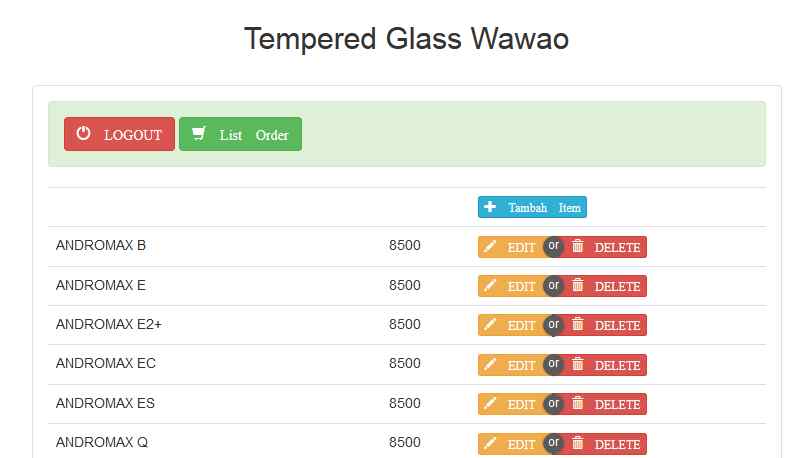 Tempered Glass Wawao
LOGOUT List Order
Tambah Item
ANDROMAX B 8500 EDIT or DELETE
ANDROMAX E 8500 EDIT or DELETE
ANDROMAX E2+ 8500 EDIT or DELETE
ANDROMAX EC 8500 EDIT or DELETE
ANDROMAX ES 8500 EDIT or DELETE
ANDROMAX Q 8500 EDIT or DELETE